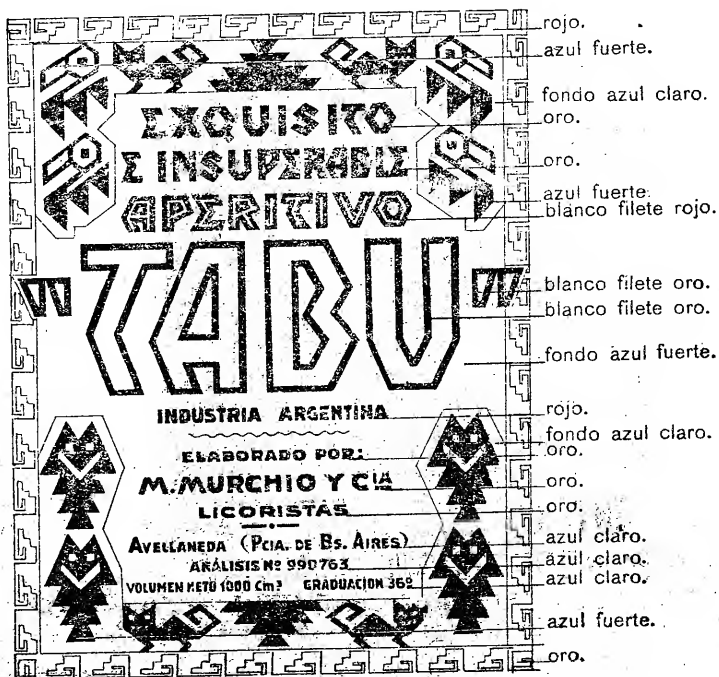 rojo.
azul fuerte.
fondo azul claro.
EXQUISITO
oro.
E INSUPERABLE
oro.
azul fuerte.
APERITIVO
blanco filete rojo.
"TABU"
blanco filete oro.
blanco filete oro.
fondo azul fuerte.
INDUSTRIA ARGENTINA
rojo.
fondo azul claro.
ELABORADO POR:
oro.
M. MURCHIO Y CIA
oro.
LICORISTAS
oro.
AVELLANEDA (PCIA. DE BS. AIRES)
azul claro.
ANÁLISIS Nº 990763
azul claro.
VOLUMEN NETO 1000 Cm³ GRADUACION 36º
azul claro.
azul fuerte.
oro.